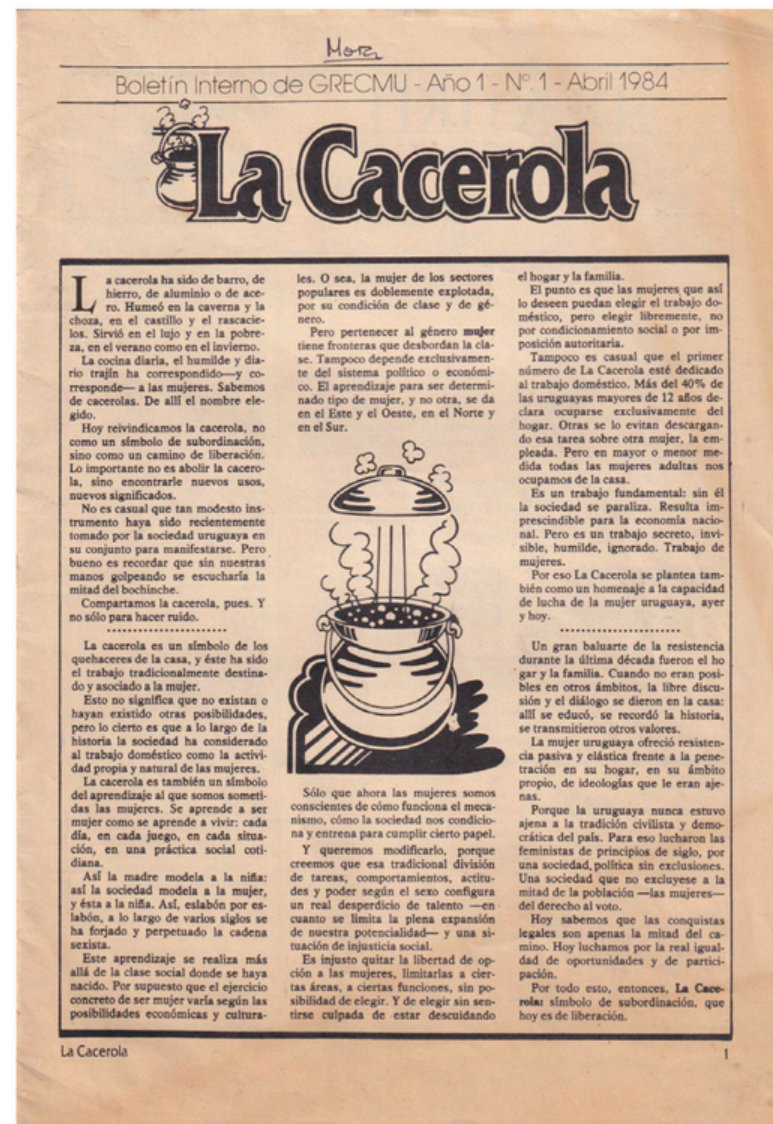 Boletín Interno de GRECMU - Año 1 - Nº. 1 - Abril 1984
La Cacerola
La cacerola ha sido de barro, de
hierro, de aluminio o de ace-
ro. Humeó en la caverna y la
choza, en el castillo y el rascacie-
los. Sirvió en el lujo y en la pobre-
za, en el verano como en el invierno.
La cocina diaria, el humilde y dia-
rio trajín ha correspondido—y co-
rresponde— a las mujeres. Sabemos
de cacerolas. De allí el nombre ele-
gido.
Hoy reivindicamos la cacerola, no
como un símbolo de subordinación,
sino como un camino de liberación.
Lo importante no es abolir la cacero-
la, sino encontrarle nuevos usos,
nuevos significados.
No es casual que tan modesto ins-
trumento haya sido recientemente
tomado por la sociedad uruguaya en
su conjunto para manifestarse. Pero
bueno es recordar que sin nuestras
manos golpeando se escucharía la
mitad del bochinche.
Compartamos la cacerola, pues. Y
no sólo para hacer ruido.
La cacerola es un símbolo de los
quehaceres de la casa, y éste ha sido
el trabajo tradicionalmente destina-
do y asociado a la mujer.
Esto no significa que no existan o
hayan existido otras posibilidades,
pero lo cierto es que a lo largo de la
historia la sociedad ha considerado
al trabajo doméstico como la activi-
dad propia y natural de las mujeres.
La cacerola es también un símbolo
del aprendizaje al que somos someti-
das las mujeres. Se aprende a ser
mujer como se aprende a vivir: cada
día, en cada juego, en cada situa-
ción, en una práctica social coti-
diana.
Así la madre modela a la niña:
así la sociedad modela a la mujer,
y ésta a la niña. Así, eslabón por es-
labón, a lo largo de varios siglos se
ha forjado y perpetuado la cadena
sexista.
Este aprendizaje se realiza más
allá de la clase social donde se haya
nacido. Por supuesto que el ejercicio
concreto de ser mujer varía según las
posibilidades económicas y cultura-
les. O sea, la mujer de los sectores
populares es doblemente explotada,
por su condición de clase y de gé-
nero.
Pero pertenecer al género mujer
tiene fronteras que desbordan la cla-
se. Tampoco depende exclusivamen-
te del sistema político o económi-
co. El aprendizaje para ser determi-
nado tipo de mujer, y no otra, se da
en el Este y el Oeste, en el Norte y
en el Sur.
Sólo que ahora las mujeres somos
conscientes de cómo funciona el meca-
nismo, cómo la sociedad nos condicio-
na y entrena para cumplir cierto papel.
Y queremos modificarlo, porque
creemos que esa tradicional división
de tareas, comportamientos, actitu-
des y poder según el sexo configura
un real desperdicio de talento —en
cuanto se limita la plena expansión
de nuestra potencialidad— y una si-
tuación de injusticia social.
Es injusto quitar la libertad de op-
ción a las mujeres, limitarlas a cier-
tas áreas, a ciertas funciones, sin po-
sibilidad de elegir. Y de elegir sin sen-
tirse culpada de estar descuidando
el hogar y la familia.
El punto es que las mujeres que así
lo deseen puedan elegir el trabajo do-
méstico, pero elegir libremente, no
por condicionamiento social o por im-
posición autoritaria.
Tampoco es casual que el primer
número de La Cacerola esté dedicado
al trabajo doméstico. Más del 40% de
las uruguayas mayores de 12 años de-
clara ocuparse exclusivamente del
hogar. Otras se lo evitan descargan-
do esa tarea sobre otra mujer, la em-
pleada. Pero en mayor o menor me-
dida todas las mujeres adultas nos
ocupamos de la casa.
Es un trabajo fundamental: sin él
la sociedad se paraliza. Resulta im-
prescindible para la economía nacio-
nal. Pero es un trabajo secreto, invi-
sible, humilde, ignorado. Trabajo de
mujeres.
Por eso La Cacerola se plantea tam-
bién como un homenaje a la capacidad
de lucha de la mujer uruguaya, ayer
y hoy.
Un gran baluarte de la resistencia
durante la última década fueron el ho
gar y la familia. Cuando no eran posi-
bles en otros ámbitos, la libre discu-
sión y el diálogo se dieron en la casa:
allí se educó, se recordó la historia,
se transmitieron otros valores.
La mujer uruguaya ofreció resisten-
cia pasiva y elástica frente a la pene-
tración en su hogar, en su ámbito
propio, de ideologías que le eran aje-
nas.
Porque la uruguaya nunca estuvo
ajena a la tradición civilista y demo-
crática del país. Para eso lucharon las
feministas de principios de siglo, por
una sociedad política sin exclusiones.
Una sociedad que no excluyese a la
mitad de la población —las mujeres—
del derecho al voto.
Hoy sabemos que las conquistas
legales son apenas la mitad del ca-
mino. Hoy luchamos por la real igual-
dad de oportunidades y de partici-
pación.
Por todo esto, entonces, La Cace-
rola: símbolo de subordinación, que
hoy es de liberación.
La Cacerola
1